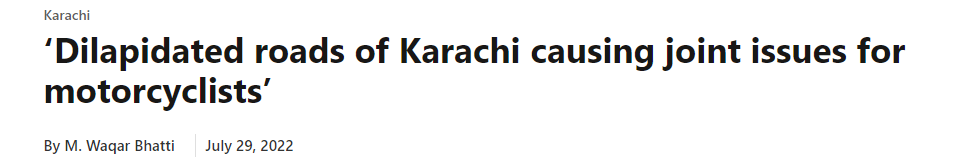 Karachi
‘Dilapidated roads of Karachi causing joint issues for
motorcyclists’
By M. Waqar Bhatti
July 29, 2022